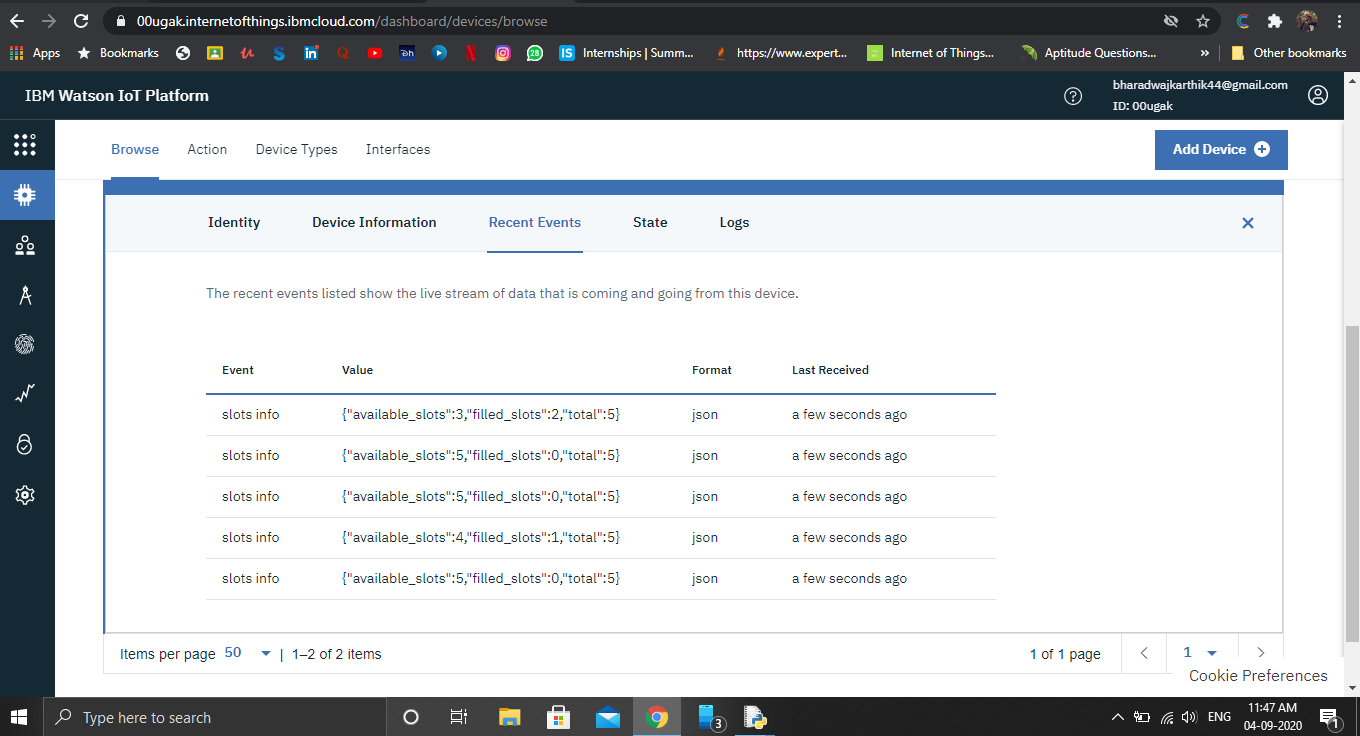 00ugak.internetofthings.ibmcloud.com/dashboard/devices/browse
Apps Bookmarks Internships | Summ... https://www.expert... Internet of Things... Aptitude Questions... » Other bookmarks
IBM Watson IoT Platform
bharadwajkarthik44@gmail.com
ID: 00ugak
Browse Action Device Types Interfaces Add Device
Identity Device Information Recent Events State Logs
The recent events listed show the live stream of data that is coming and going from this device.
Event Value Format Last Received
slots info {"available_slots":3,"filled_slots":2,"total":5} json a few seconds ago
slots info {"available_slots":5,"filled_slots":0,"total":5} json a few seconds ago
slots info {"available_slots":5,"filled_slots":0,"total":5} json a few seconds ago
slots info {"available_slots":4,"filled_slots":1,"total":5} json a few seconds ago
slots info {"available_slots":5,"filled_slots":0,"total":5} json a few seconds ago
Items per page 50 | 1–2 of 2 items 1 of 1 page 1
Cookie Preferences
Type here to search 3 ENG 11:47 AM
04-09-2020 1